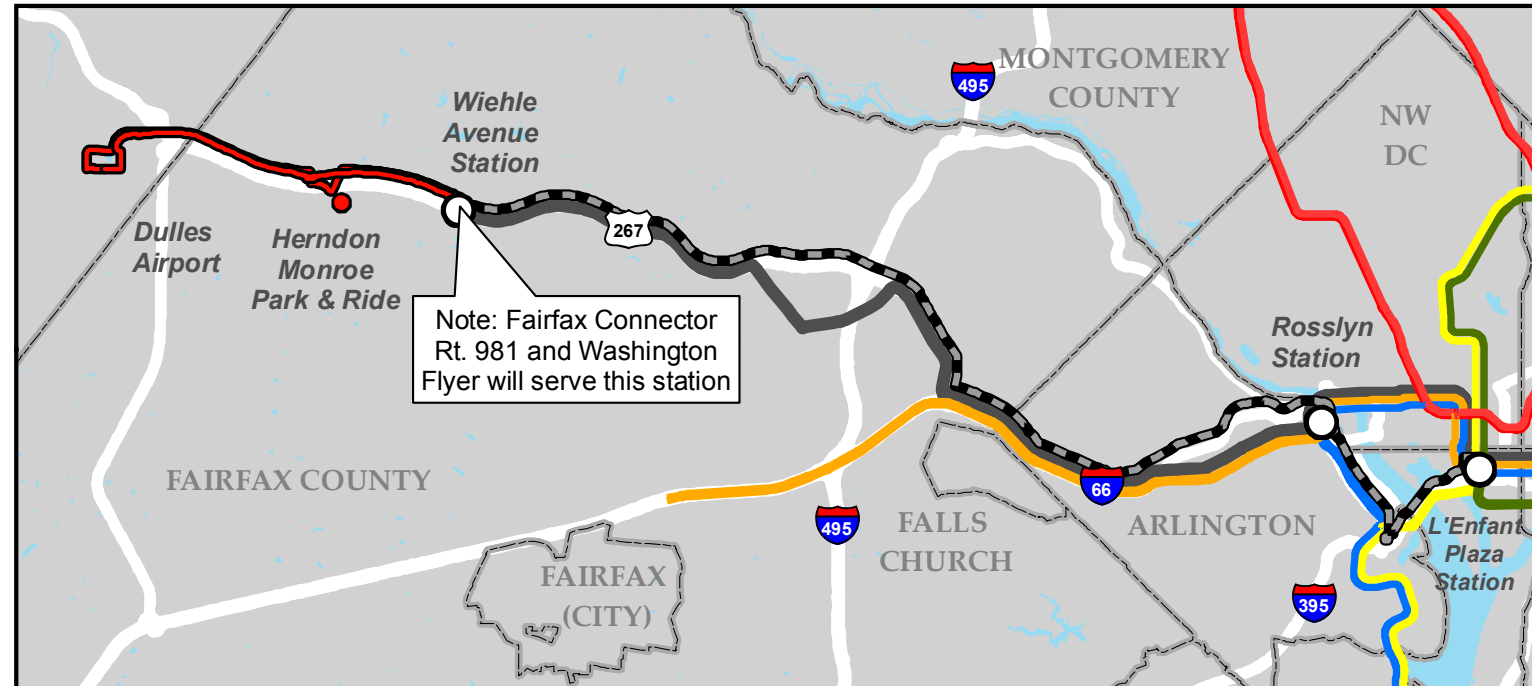 MONTGOMERY
COUNTY
495
NW
DC
Wiehle
Avenue
Station
Dulles
Airport
Herndon
Monroe
Park & Ride
267
Note: Fairfax Connector
Rt. 981 and Washington
Flyer will serve this station
Rosslyn
Station
FAIRFAX COUNTY
66
495
FALLS
CHURCH
ARLINGTON
L'Enfant
Plaza
Station
FAIRFAX
(CITY)
395